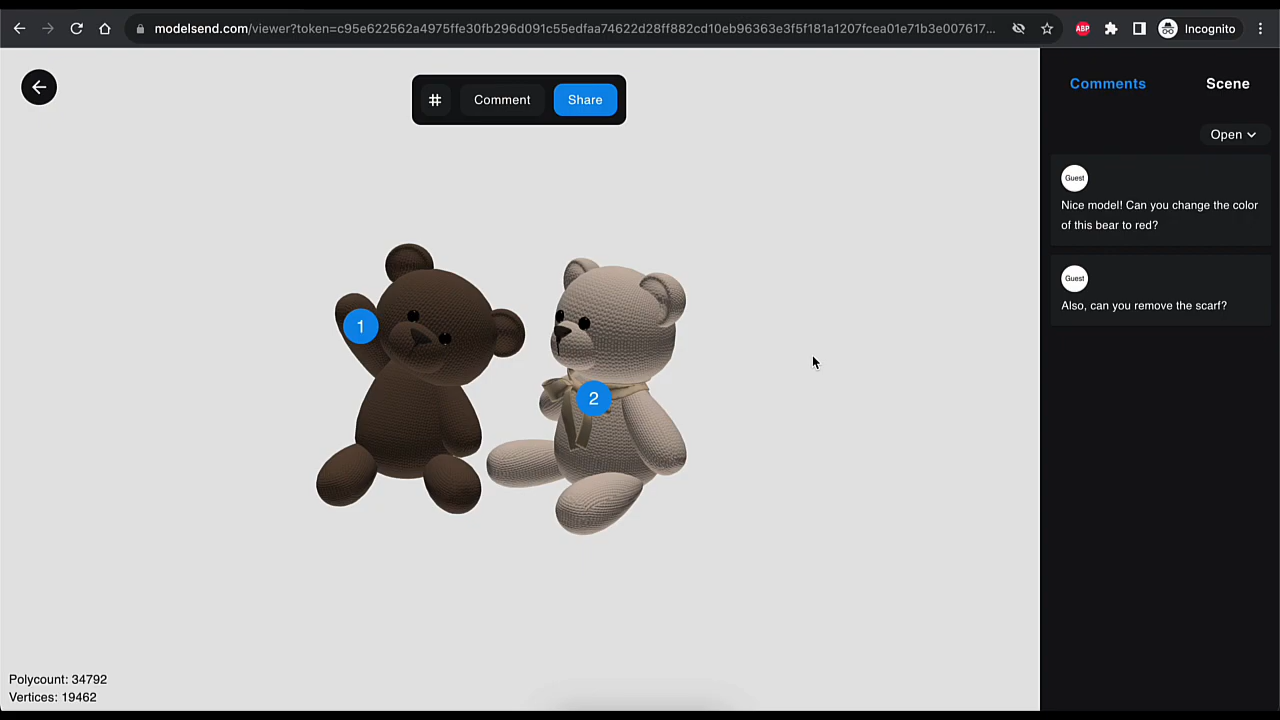 modelsend.com/viewer?token=c95e622562a4975ffe30fb296d091c55edfaa74622d28ff882cd10eb96363e3f5f181a1207fcea01e71b3e007617...
ABP
Incognito
Comment
Share
Comments
Scene
Open
Guest
Nice model! Can you change the color
of this bear to red?
Guest
Also, can you remove the scarf?
1
2
Polycount: 34792
Vertices: 19462